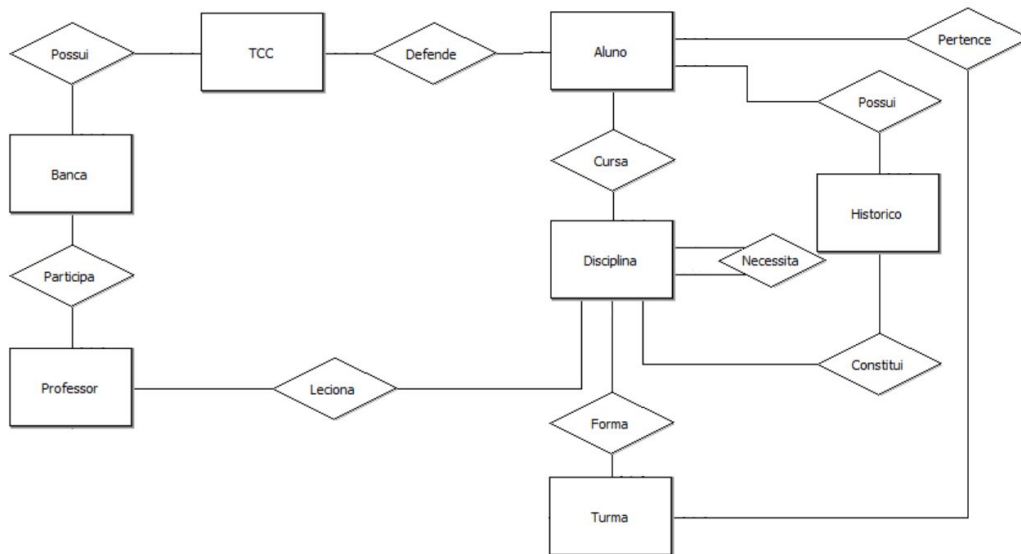 Possui
TCC
Defende
Aluno
Pertence
Possui
Banca
Cursa
Historico
Participa
Disciplina
Necessita
Professor
Leciona
Constitui
Forma
Turma